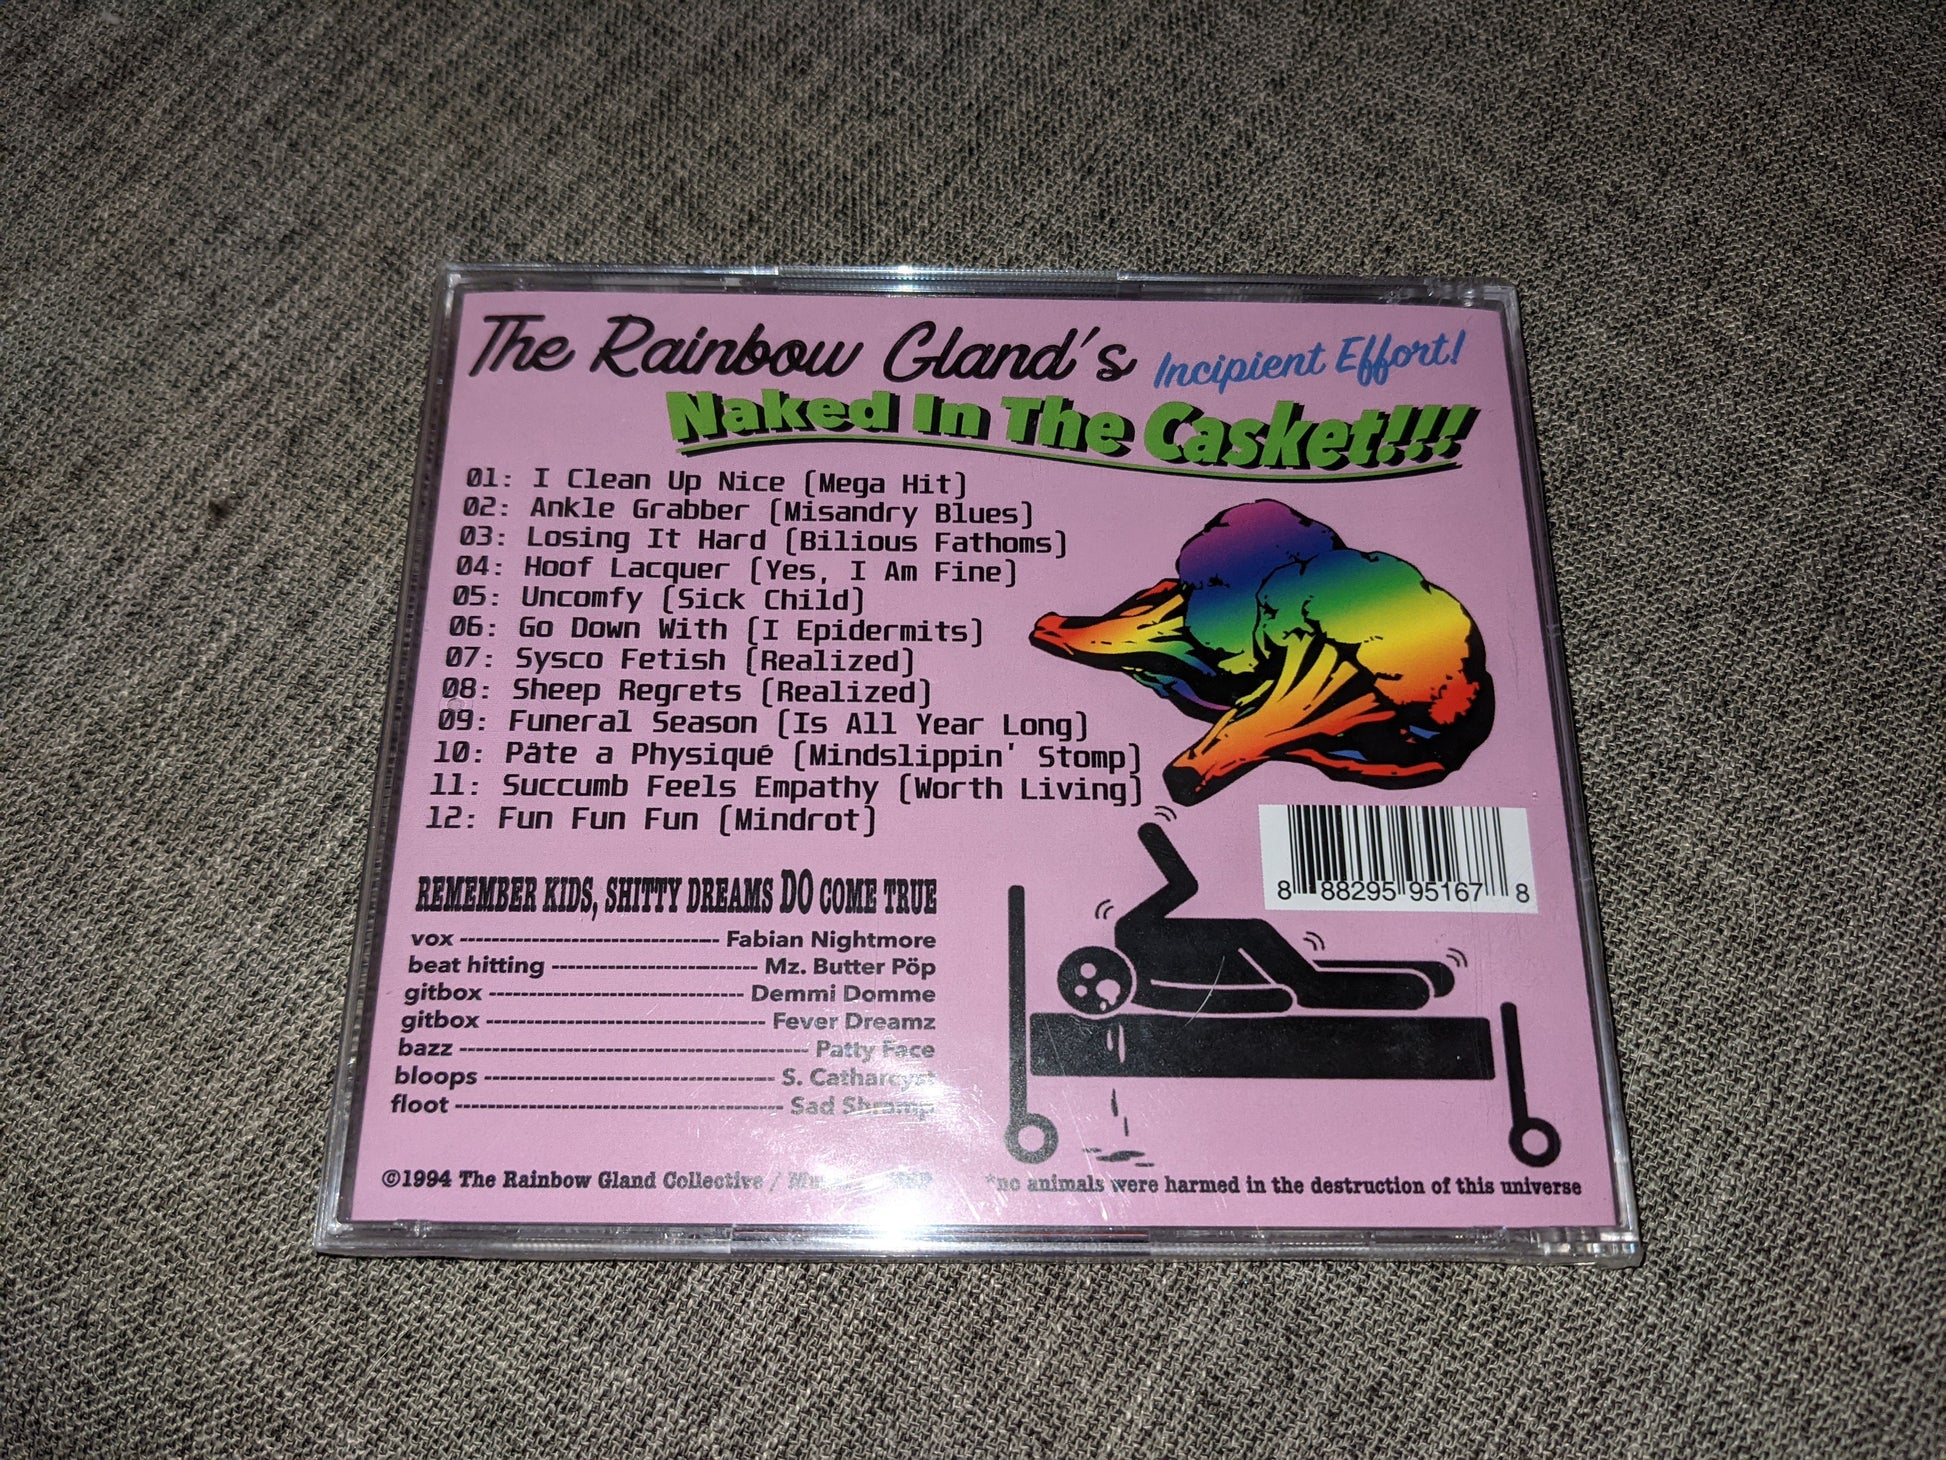 The Rainbow Gland's Incipient Effort!
Naked In The Casket!!!
01: I Clean Up Nice (Mega Hit)
02: Ankle Grabber (Misandry Blues)
03: Losing It Hard (Bilious Fathoms)
04: Hoof Lacquer (Yes, I Am Fine)
05: Uncomfy (Sick Child)
06: Go Down With (I Epidermits)
07: Sysco Fetish (Realized)
08: Sheep Regrets (Realized)
09: Funeral Season (Is All Year Long)
10: Pâte a Physiqué (Mindslippin' Stomp)
11: Succumb Feels Empathy (Worth Living)
12: Fun Fun Fun (Mindrot)
8 88295 95167 8
REMEMBER KIDS, SHITTY DREAMS DO COME TRUE
vox ---------------------------------- Fabian Nightmore
beat hitting --------------------------- Mz. Butter Pöp
gitbox --------------------------------- Demmi Domme
gitbox ------------------------------------ Fever Dreamz
bazz --------------------------------------------- Patty Face
bloops -------------------------------------- S. Catharcyst
floot ------------------------------------------- Sad Shramp
©1994 The Rainbow Gland Collective /
*no animals were harmed in the destruction of this universe